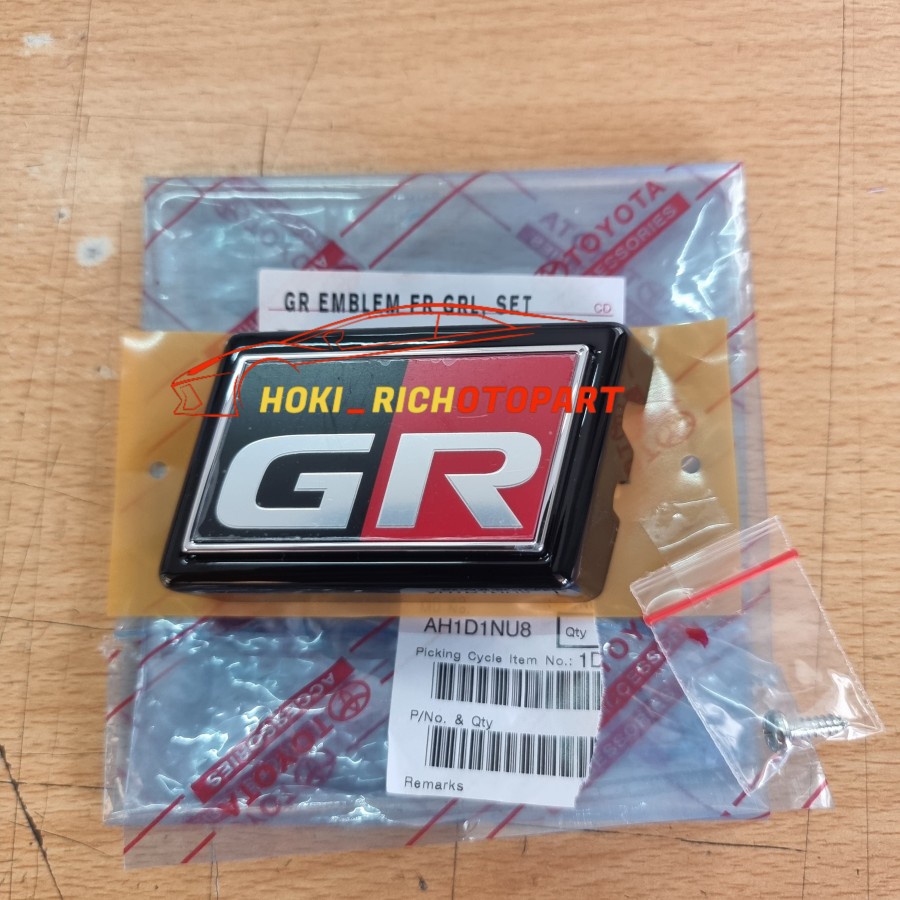 TOYOTA
ACCESSORIES
GR EMBLEM FR GRL, SET
CD
HOKI_RICHOTOPART
GR
AH1D1NU8
Qty
Picking Cycle Item No.: 1D
P/No. & Qty
Remarks
TOYOTA
ACCESSORIES